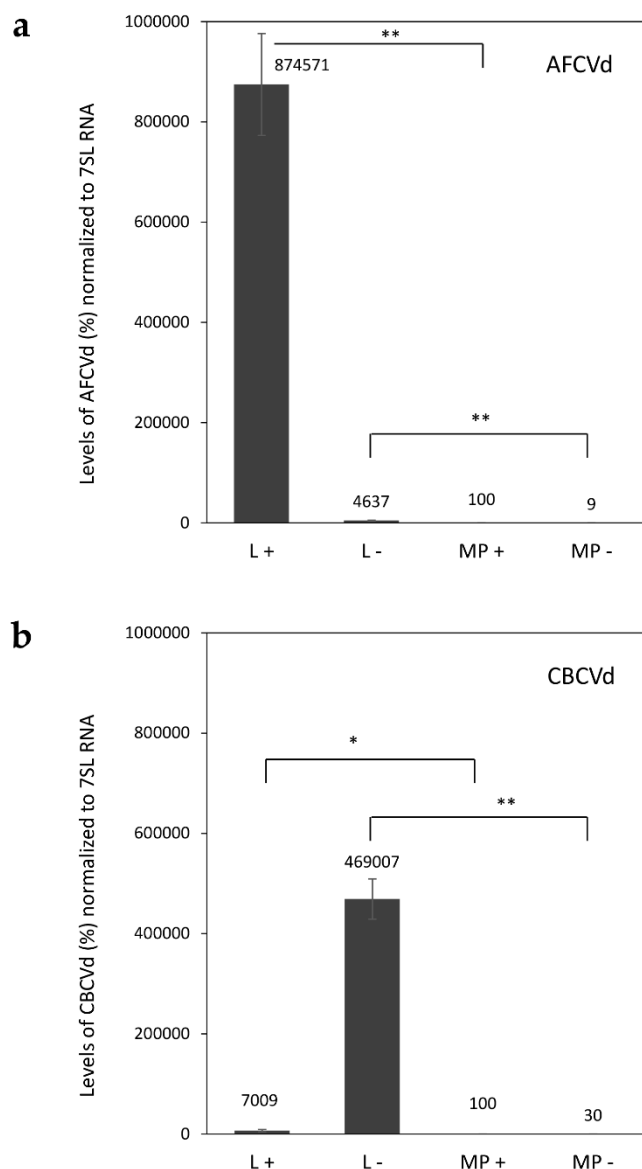 a
Levels of AFCVd (%) normalized to 7SL RNA
1000000
800000
600000
400000
200000
0
AFCVd
**
874571
**
4637
100
9
L +
L -
MP +
MP -
b
Levels of CBCVd (%) normalized to 7SL RNA
1000000
800000
600000
400000
200000
0
CBCVd
*
**
469007
7009
100
30
L +
L -
MP +
MP -